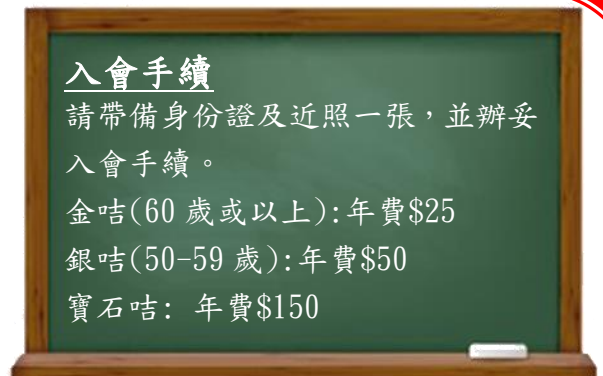 入會手續
請帶備身份證及近照一張，並辦妥
入會手續。
金咭(60 歲或以上):年費$25
銀咭(50-59 歲):年費$50
寶石咭: 年費$150